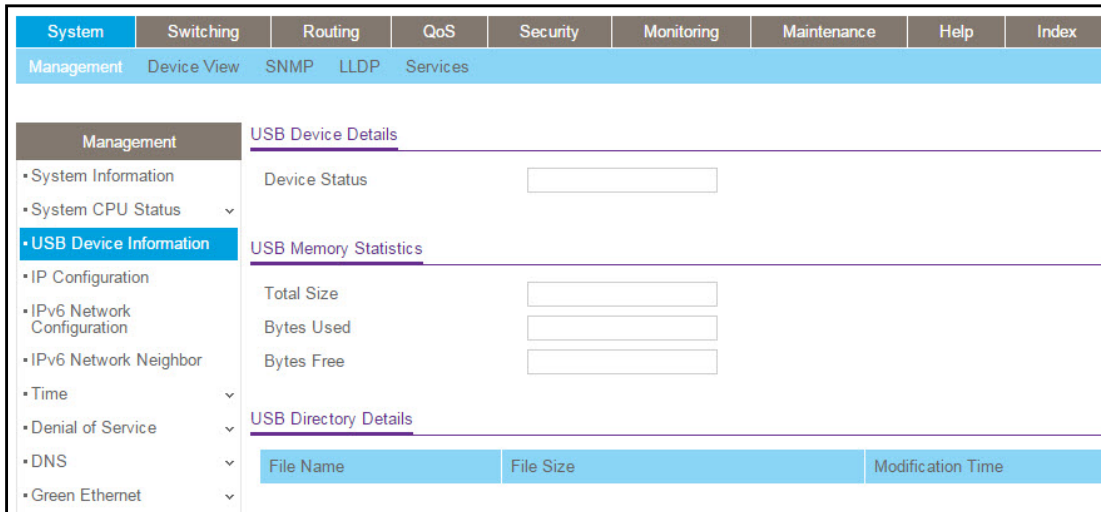 System Switching Routing QoS Security Monitoring Maintenance Help Index
Management Device View SNMP LLDP Services
Management
System Information
System CPU Status
USB Device Information
IP Configuration
IPv6 Network
Configuration
IPv6 Network Neighbor
Time
Denial of Service
DNS
Green Ethernet
USB Device Details
Device Status
USB Memory Statistics
Total Size
Bytes Used
Bytes Free
USB Directory Details
File Name File Size Modification Time